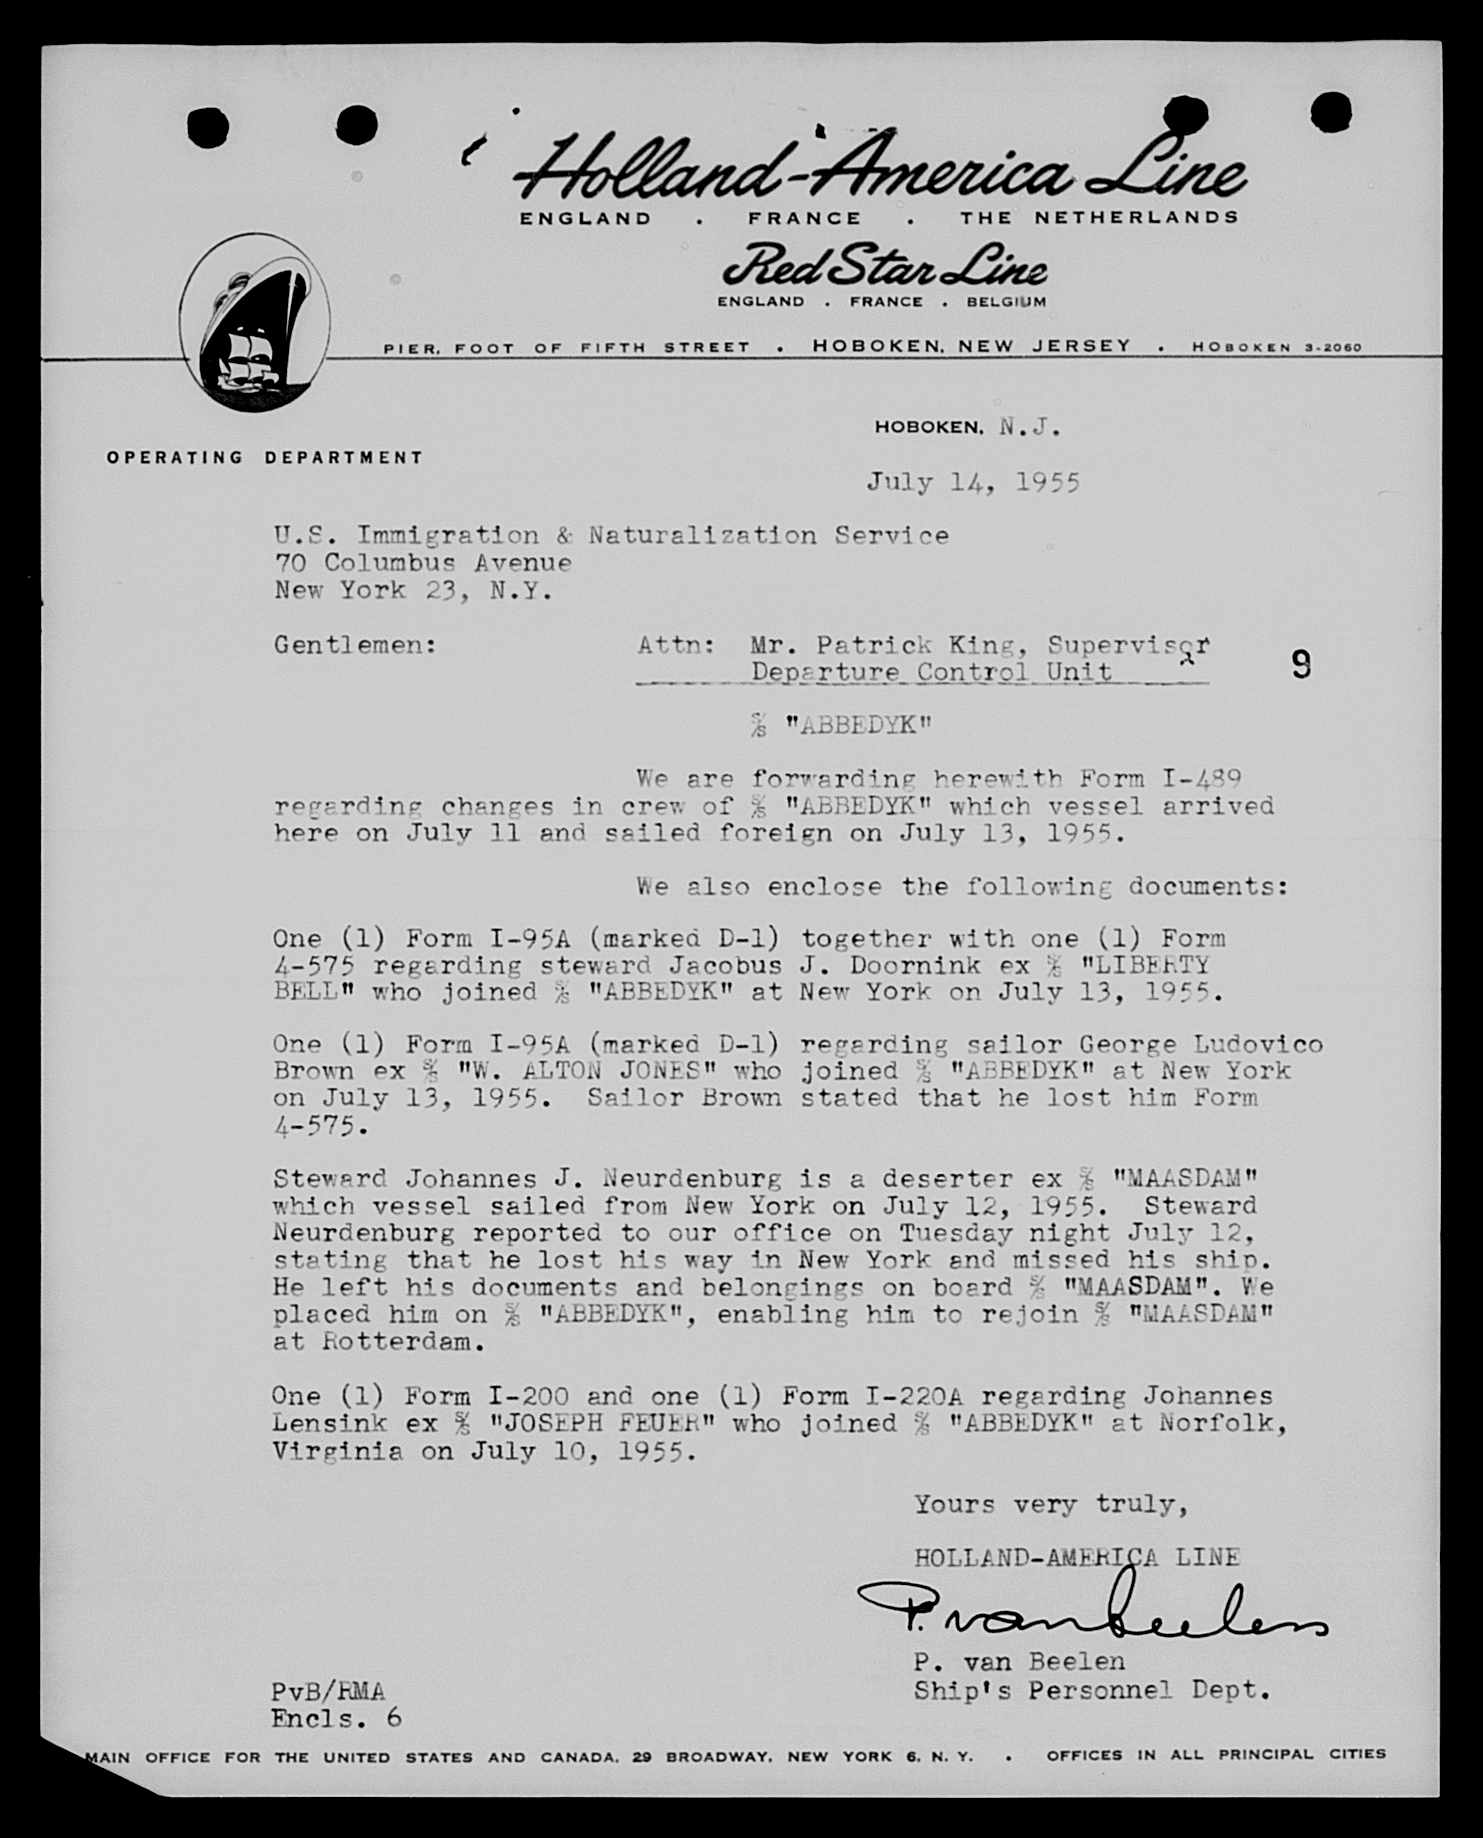 Holland-America Line
ENGLAND . FRANCE . THE NETHERLANDS
Red Star Line
ENGLAND . FRANCE . BELGIUM
PIER, FOOT OF FIFTH STREET . HOBOKEN, NEW JERSEY . HOBOKEN 3-2060
HOBOKEN, N.J.
OPERATING DEPARTMENT
July 14, 1955
U.S. Immigration & Naturalization Service
70 Columbus Avenue
New York 23, N.Y.
Gentlemen: Attn: Mr. Patrick King, Supervisor
Departure Control Unit 9
S/S "ABBEDYK"
We are forwarding herewith Form I-489
regarding changes in crew of S/S "ABBEDYK" which vessel arrived
here on July 11 and sailed foreign on July 13, 1955.
We also enclose the following documents:
One (1) Form I-95A (marked D-1) together with one (1) Form
4-575 regarding steward Jacobus J. Doornink ex S/S "LIBERTY
BELL" who joined S/S "ABBEDYK" at New York on July 13, 1955.
One (1) Form I-95A (marked D-1) regarding sailor George Ludovico
Brown ex S/S "W. ALTON JONES" who joined S/S "ABBEDYK" at New York
on July 13, 1955. Sailor Brown stated that he lost him Form
4-575.
Steward Johannes J. Neurdenburg is a deserter ex S/S "MAASDAM"
which vessel sailed from New York on July 12, 1955. Steward
Neurdenburg reported to our office on Tuesday night July 12,
stating that he lost his way in New York and missed his ship.
He left his documents and belongings on board S/S "MAASDAM". We
placed him on S/S "ABBEDYK", enabling him to rejoin S/S "MAASDAM"
at Rotterdam.
One (1) Form I-200 and one (1) Form I-220A regarding Johannes
Lensink ex S/S "JOSEPH FEUER" who joined S/S "ABBEDYK" at Norfolk,
Virginia on July 10, 1955.
Yours very truly,
HOLLAND-AMERICA LINE
P. van Beelen
P. van Beelen
Ship's Personnel Dept.
PvB/RMA
Encls. 6
MAIN OFFICE FOR THE UNITED STATES AND CANADA, 29 BROADWAY, NEW YORK 6, N. Y. . OFFICES IN ALL PRINCIPAL CITIES